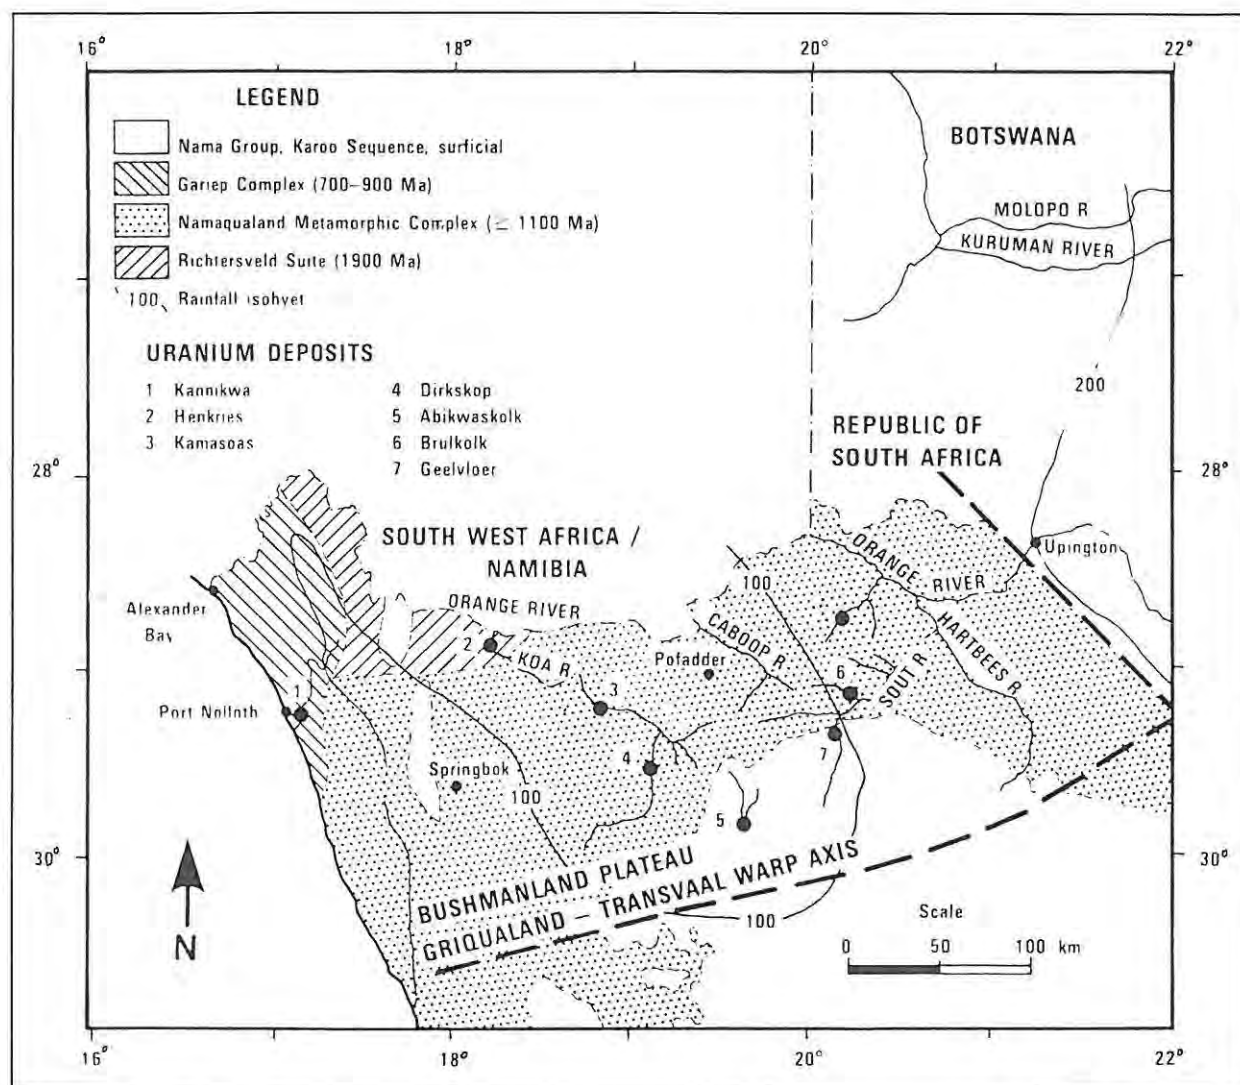 16° 18° 20° 22°
LEGEND
Nama Group, Karoo Sequence, surficial
Gariep Complex (700–900 Ma)
Namaqualand Metamorphic Complex (≥ 1100 Ma)
Richtersveld Suite (1900 Ma)
100 Rainfall isohyet
URANIUM DEPOSITS
1 Kannikwa
2 Henkries
3 Kamasoas
4 Dirkskop
5 Abikwaskolk
6 Brulkolk
7 Geelvloer
BOTSWANA
MOLOPO R
KURUMAN RIVER
200
REPUBLIC OF
SOUTH AFRICA
28° 28°
SOUTH WEST AFRICA /
NAMIBIA
ORANGE RIVER
Upington
100
ORANGE RIVER
Alexander
Bay
HARTBEES R
CABOOP R
2
KOA R
Pofadder
SOUT R
6
1
Port Nolloth
3
7
4
Springbok
100
5
30° 30°
BUSHMANLAND PLATEAU
GRIQUALAND – TRANSVAAL WARP AXIS
100
Scale
0 50 100 km
N
16° 18° 20° 22°